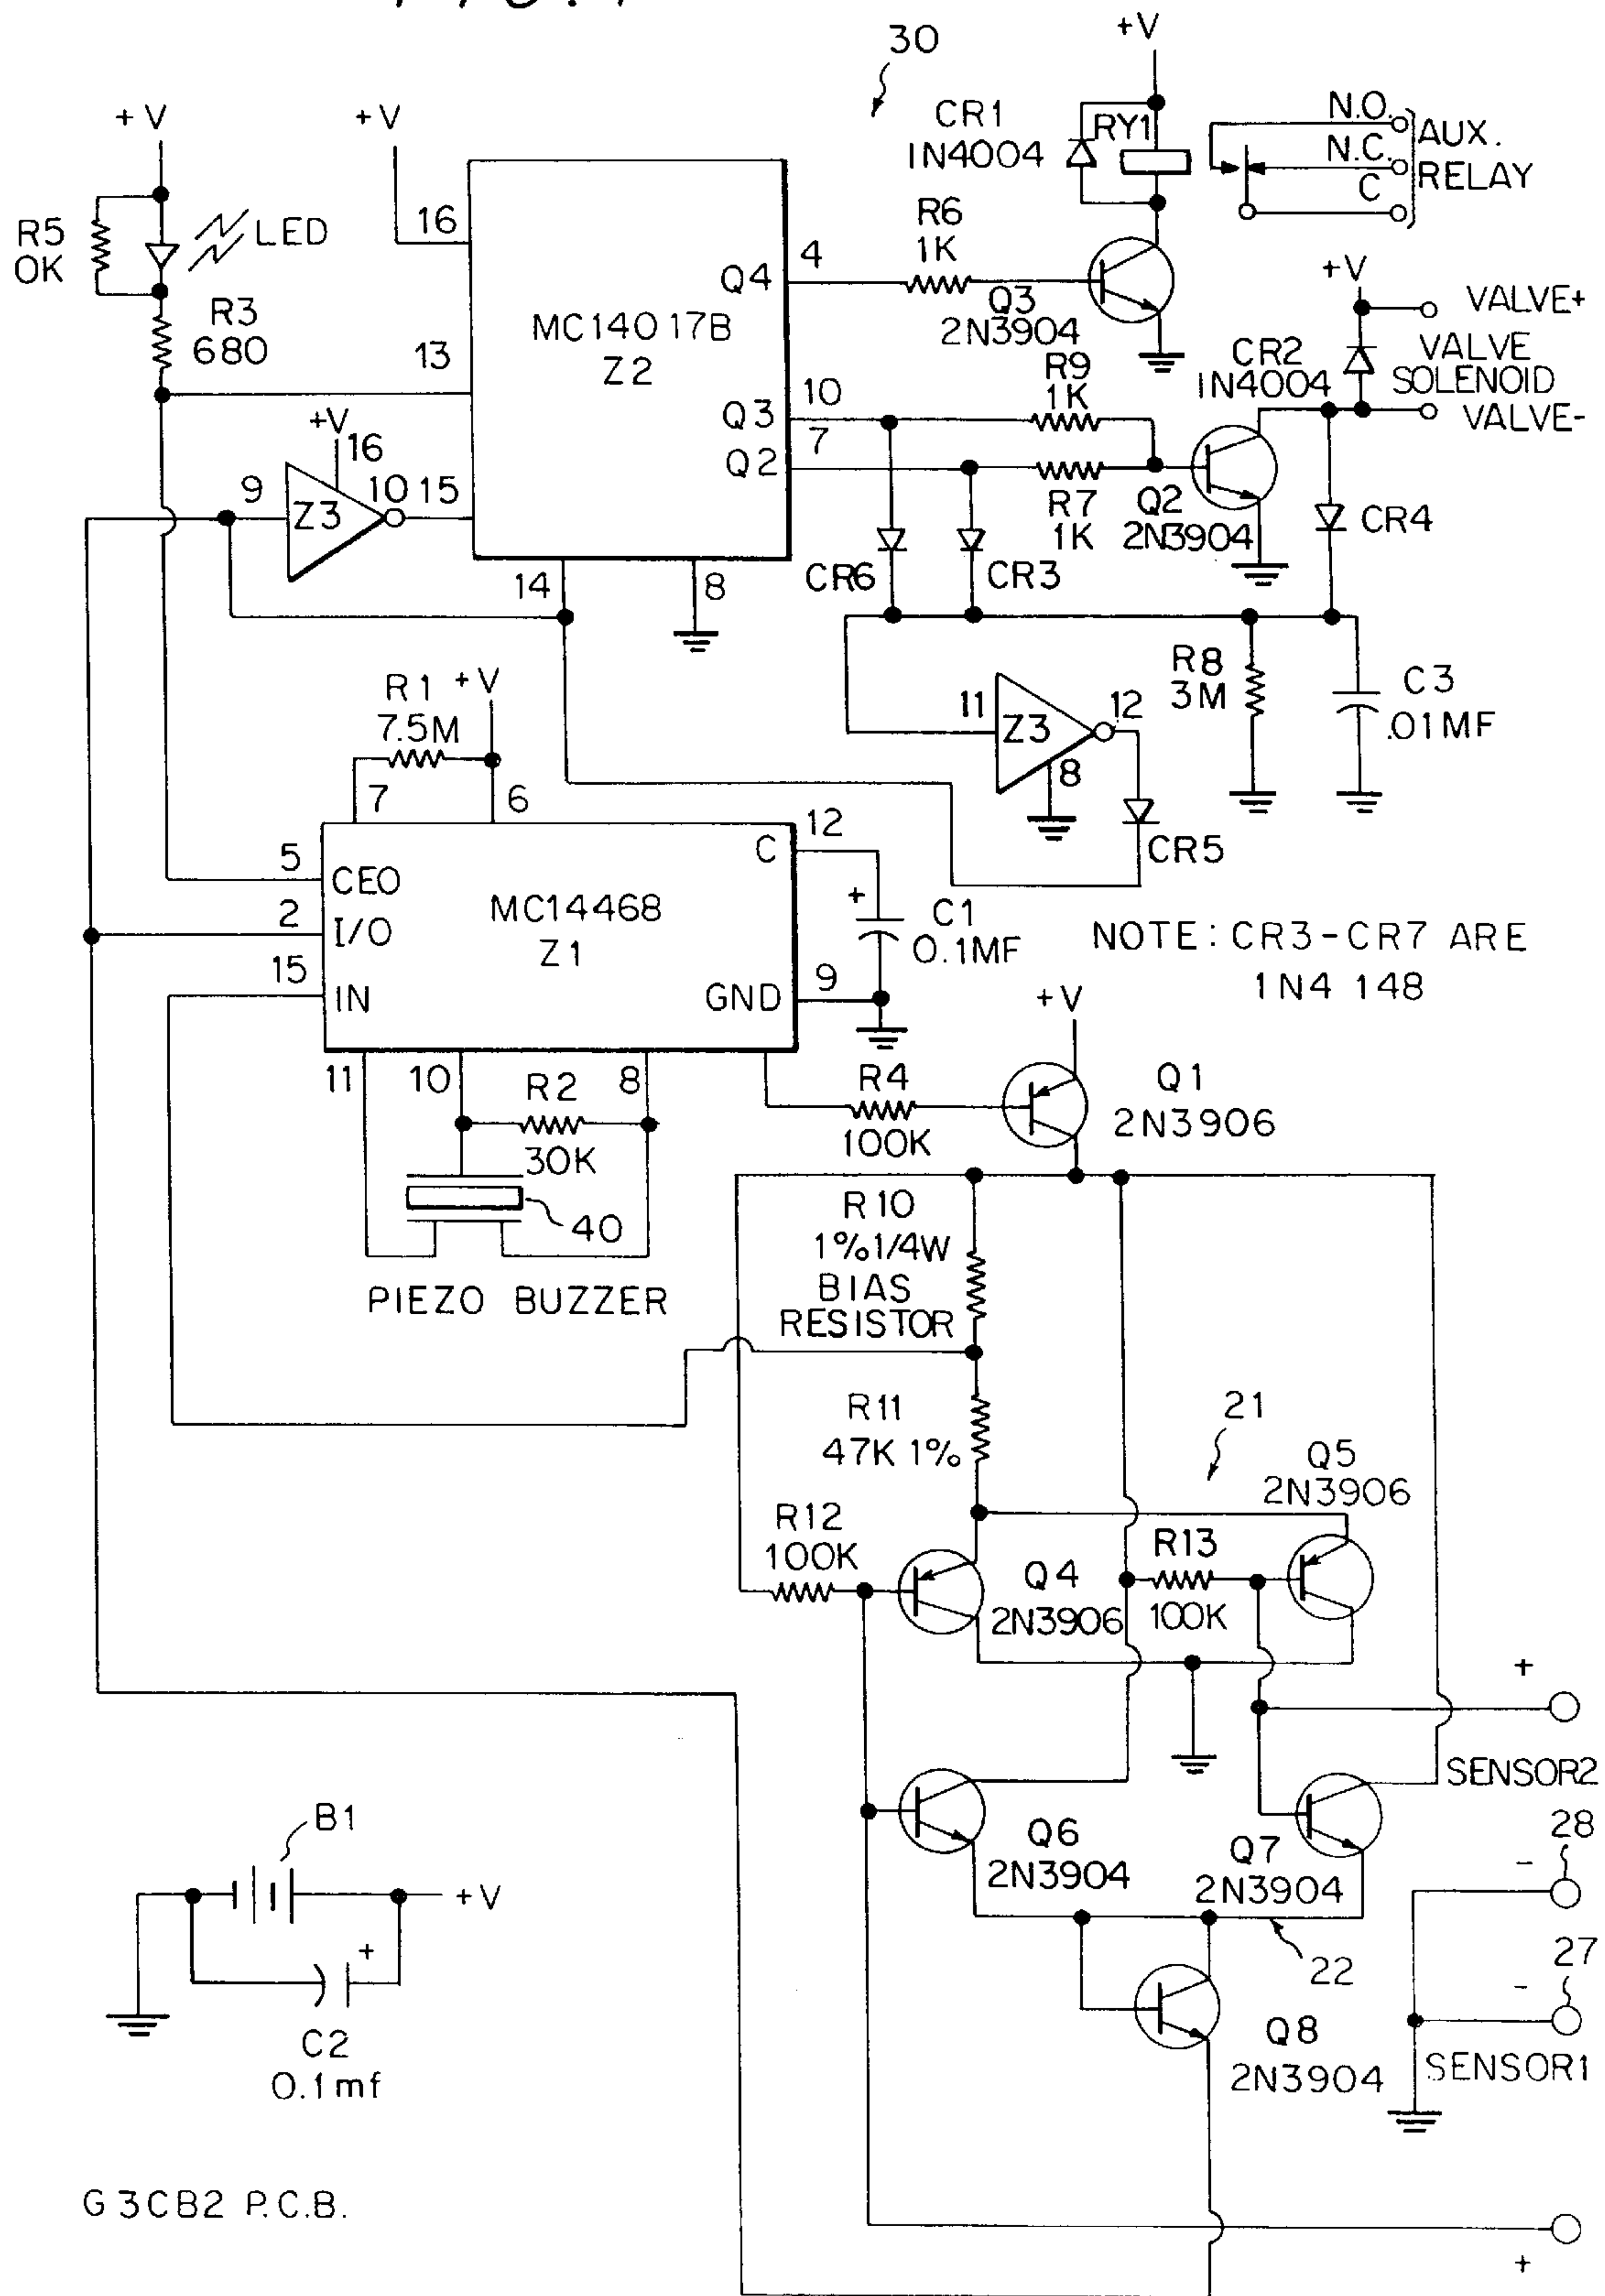 30
+V
+V
+V
CR1
1N4004
RY1
N.O.
N.C.
C
AUX.
RELAY
R5
0K
LED
16
R6
1K
4
Q4
Q3
2N3904
+V
VALVE+
VALVE
SOLENOID
VALVE-
R3
680
MC14017B
Z2
13
CR2
1N4004
R9
1K
10
Q3
7
Q2
+V
16
9
Z3
10
15
R7
1K
Q2
2N3904
CR4
CR6
CR3
14
8
R1
7.5M
+V
R8
3M
C3
.01MF
11
Z3
12
8
7
6
CR5
12
C
5
CEO
MC14468
Z1
2
I/O
+
C1
0.1MF
NOTE: CR3-CR7 ARE
1N4 148
15
IN
GND
9
+V
11
10
R2
30K
8
R4
100K
Q1
2N3906
40
PIEZO BUZZER
R10
1% 1/4W
BIAS
RESISTOR
R11
47K 1%
21
Q5
2N3906
R12
100K
R13
100K
Q4
2N3906
+
SENSOR2
B1
Q6
2N3904
Q7
2N3904
28
-
+V
+
22
27
-
C2
0.1mf
Q8
2N3904
SENSOR1
G3CB2 P.C.B.
+